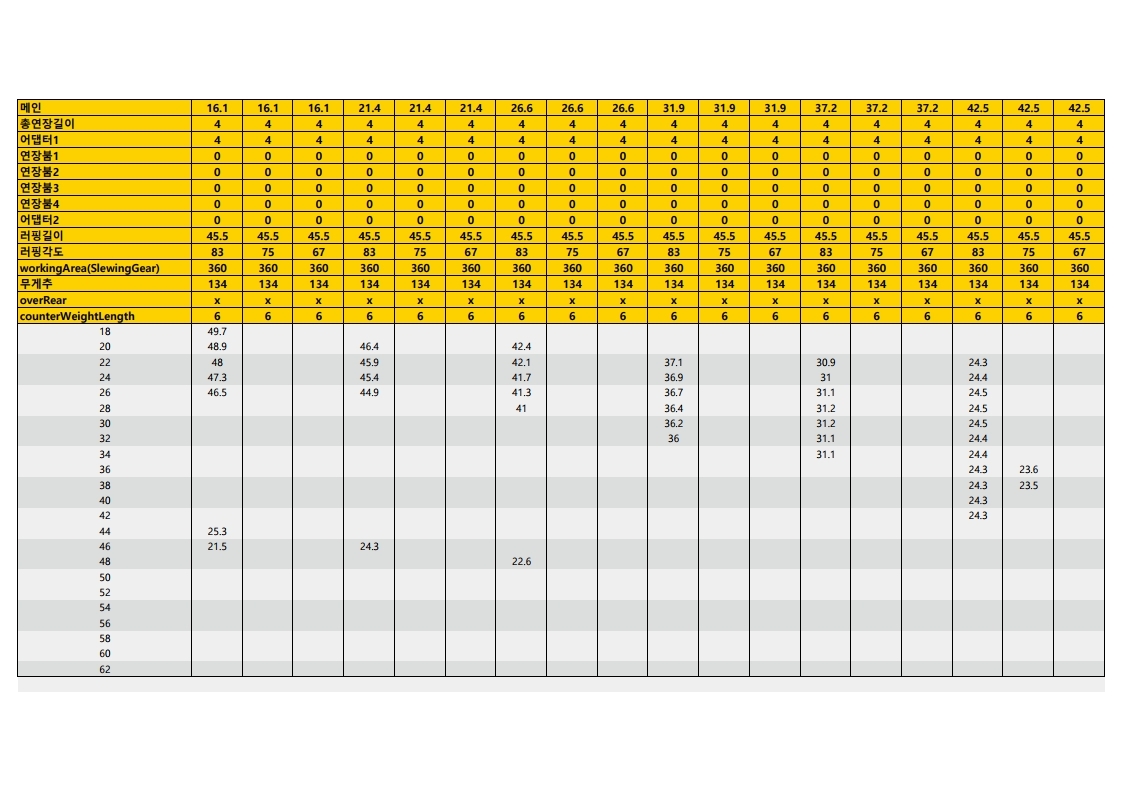 메인 16.1 16.1 16.1 21.4 21.4 21.4 26.6 26.6 26.6 31.9 31.9 31.9 37.2 37.2 37.2 42.5 42.5 42.5
총연장길이 4 4 4 4 4 4 4 4 4 4 4 4 4 4 4 4 4 4
어댑터1 4 4 4 4 4 4 4 4 4 4 4 4 4 4 4 4 4 4
연장붐1 0 0 0 0 0 0 0 0 0 0 0 0 0 0 0 0 0 0
연장붐2 0 0 0 0 0 0 0 0 0 0 0 0 0 0 0 0 0 0
연장붐3 0 0 0 0 0 0 0 0 0 0 0 0 0 0 0 0 0 0
연장붐4 0 0 0 0 0 0 0 0 0 0 0 0 0 0 0 0 0 0
어댑터2 0 0 0 0 0 0 0 0 0 0 0 0 0 0 0 0 0 0
러핑길이 45.5 45.5 45.5 45.5 45.5 45.5 45.5 45.5 45.5 45.5 45.5 45.5 45.5 45.5 45.5 45.5 45.5 45.5
러핑각도 83 75 67 83 75 67 83 75 67 83 75 67 83 75 67 83 75 67
workingArea(SlewingGear) 360 360 360 360 360 360 360 360 360 360 360 360 360 360 360 360 360 360
무게추 134 134 134 134 134 134 134 134 134 134 134 134 134 134 134 134 134 134
overRear x x x x x x x x x x x x x x x x x x
counterWeightLength 6 6 6 6 6 6 6 6 6 6 6 6 6 6 6 6 6 6
18 49.7
20 48.9 46.4 42.4
22 48 45.9 42.1 37.1 30.9 24.3
24 47.3 45.4 41.7 36.9 31 24.4
26 46.5 44.9 41.3 36.7 31.1 24.5
28 41 36.4 31.2 24.5
30 36.2 31.2 24.5
32 36 31.1 24.4
34 31.1 24.4
36 24.3 23.6
38 24.3 23.5
40 24.3
42 24.3
44 25.3
46 21.5 24.3
48 22.6
50
52
54
56
58
60
62